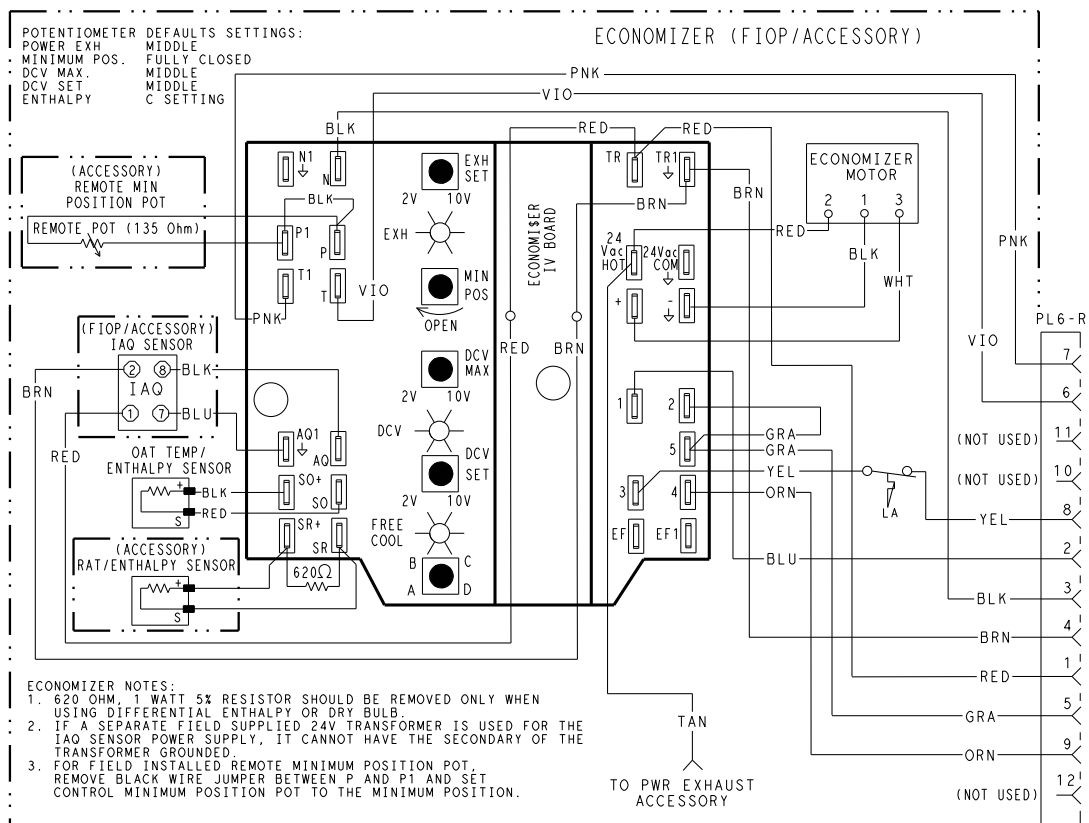 POTENTIOMETER DEFAULTS SETTINGS:
POWER EXH MIDDLE
MINIMUM POS. FULLY CLOSED
DCV MAX. MIDDLE
DCV SET MIDDLE
ENTHALPY C SETTING
ECONOMIZER (FIOP/ACCESSORY)
PNK
VIO
BLK
RED
RED
N1
N
EXH
SET
2V 10V
TR
TR1
BRN
ECONOMIZER
MOTOR
2 1 3
(ACCESSORY)
REMOTE MIN
POSITION POT
REMOTE POT (135 Ohm)
BLK
P1
P
EXH
ECONOMI$ER
IV BOARD
BRN
24
Vac
HOT
24Vac
COM
RED
BLK
WHT
PNK
T1
T
VIO
MIN
POS
OPEN
+
-
PNK
RED
BRN
VIO
PL6-R
7
(FIOP/ACCESSORY)
IAQ SENSOR
2 8
IAQ
1 7
BLK
BLU
BRN
RED
DCV
MAX
2V 10V
6
1
2
DCV
GRA
GRA
(NOT USED)
11
AQ1
AQ
5
OAT TEMP/
ENTHALPY SENSOR
+
S
BLK
RED
SO+
SO
DCV
SET
2V 10V
YEL
LA
(NOT USED)
10
3
4
ORN
YEL
8
SR+
SR
FREE
COOL
EF
EF1
(ACCESSORY)
RAT/ENTHALPY SENSOR
+
S
620Ω
B C
A D
BLU
2
BLK
3
BRN
4
RED
1
GRA
5
ORN
9
(NOT USED)
12
TAN
TO PWR EXHAUST
ACCESSORY
ECONOMIZER NOTES:
1. 620 OHM, 1 WATT 5% RESISTOR SHOULD BE REMOVED ONLY WHEN
USING DIFFERENTIAL ENTHALPY OR DRY BULB.
2. IF A SEPARATE FIELD SUPPLIED 24V TRANSFORMER IS USED FOR THE
IAQ SENSOR POWER SUPPLY, IT CANNOT HAVE THE SECONDARY OF THE
TRANSFORMER GROUNDED.
3. FOR FIELD INSTALLED REMOTE MINIMUM POSITION POT,
REMOVE BLACK WIRE JUMPER BETWEEN P AND P1 AND SET
CONTROL MINIMUM POSITION POT TO THE MINIMUM POSITION.